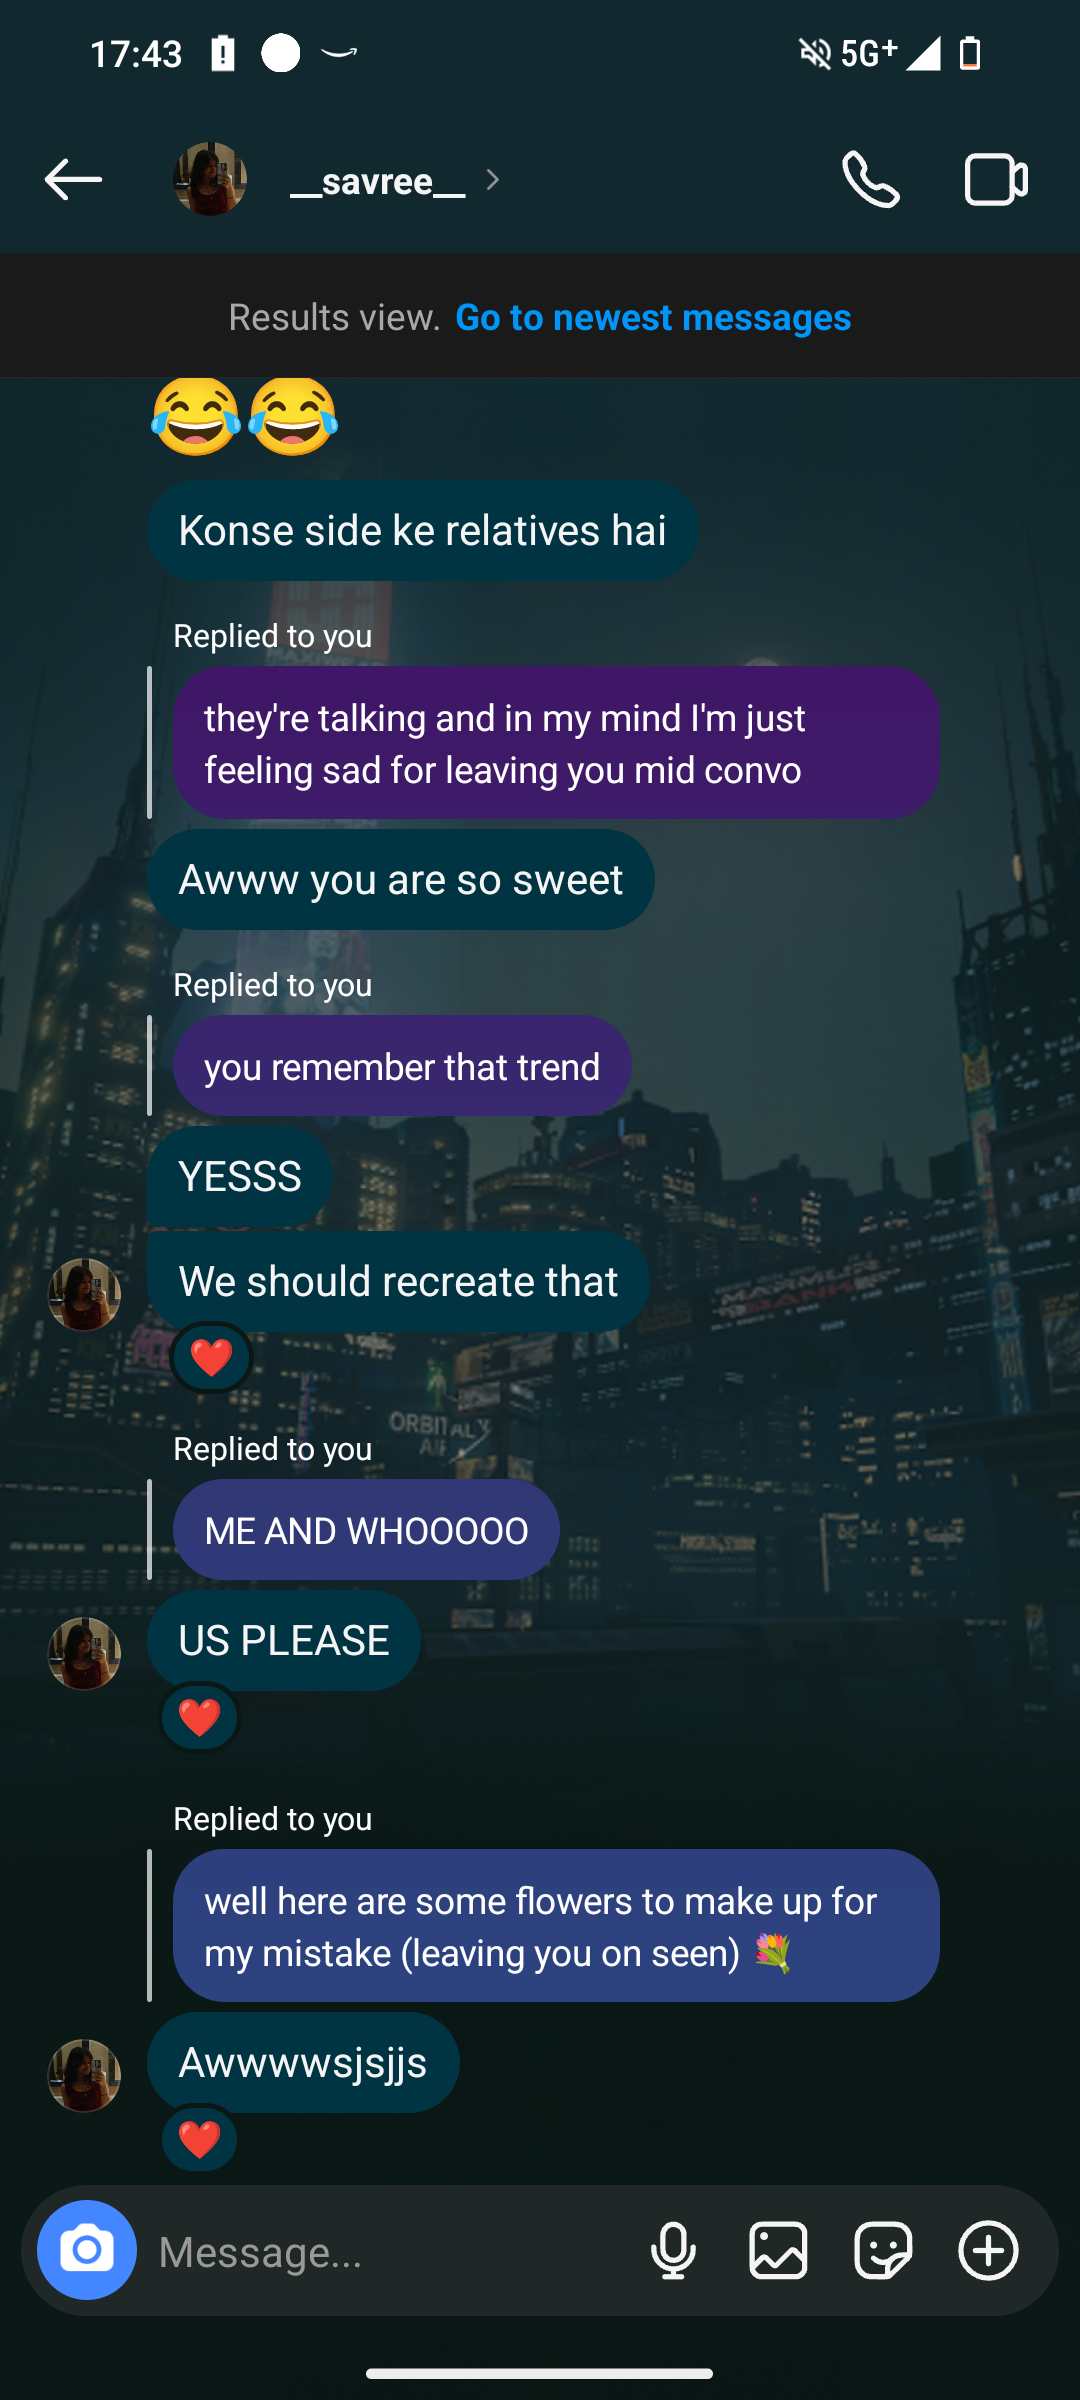 17:43
5G+
__savree__
Results view. Go to newest messages
😂😂
Konse side ke relatives hai
Replied to you
they're talking and in my mind I'm just
feeling sad for leaving you mid convo
Awww you are so sweet
Replied to you
you remember that trend
YESSS
We should recreate that
❤️
ORBITAL
AIR
Replied to you
ME AND WHOOOOO
US PLEASE
❤️
Replied to you
well here are some flowers to make up for
my mistake (leaving you on seen) 💐
Awwwwsjsjjs
❤️
Message...